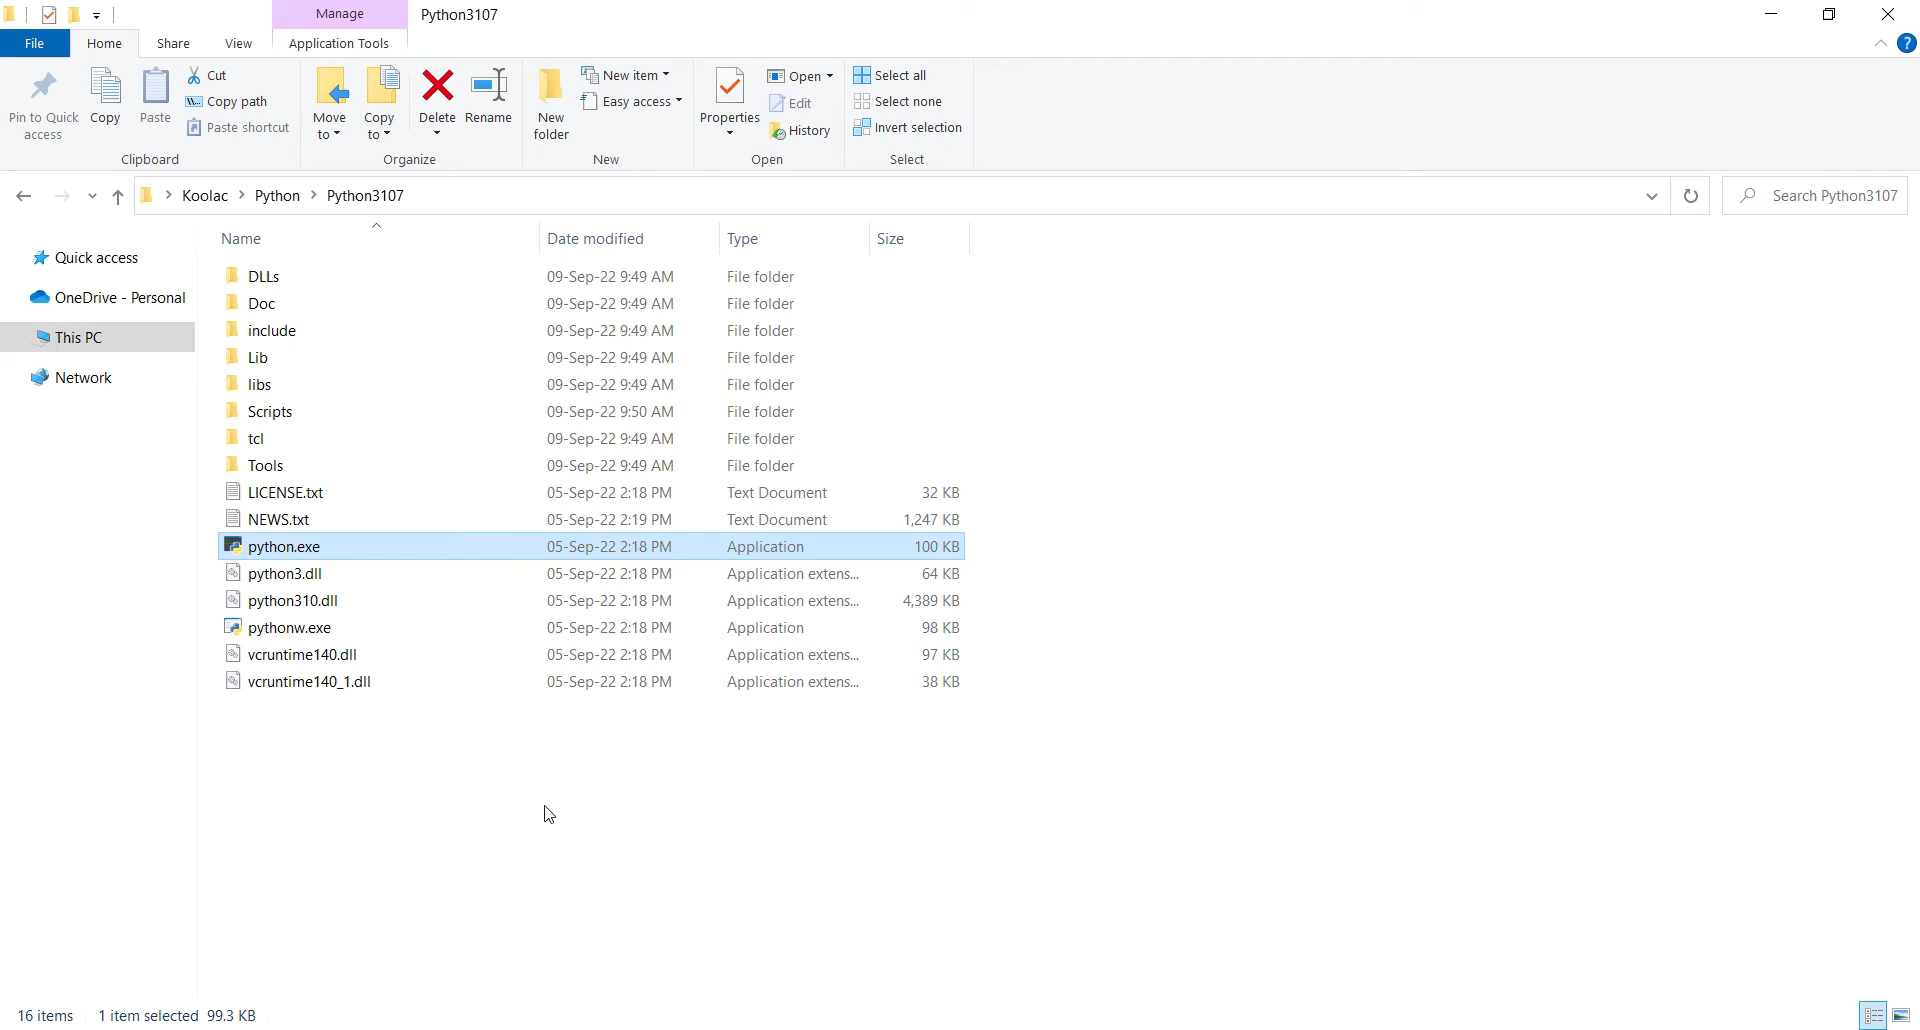 Manage
Python3107
File
Home
Share
View
Application Tools
Pin to Quick
access
Copy
Paste
Cut
Copy path
Paste shortcut
Clipboard
Move
to
Copy
to
Delete
Rename
Organize
New
folder
New item
Easy access
New
Properties
Open
Edit
History
Open
Select all
Select none
Invert selection
Select
Koolac > Python > Python3107
Search Python3107
Quick access
OneDrive - Personal
This PC
Network
Name Date modified Type Size
DLLs 09-Sep-22 9:49 AM File folder
Doc 09-Sep-22 9:49 AM File folder
include 09-Sep-22 9:49 AM File folder
Lib 09-Sep-22 9:49 AM File folder
libs 09-Sep-22 9:49 AM File folder
Scripts 09-Sep-22 9:50 AM File folder
tcl 09-Sep-22 9:49 AM File folder
Tools 09-Sep-22 9:49 AM File folder
LICENSE.txt 05-Sep-22 2:18 PM Text Document 32 KB
NEWS.txt 05-Sep-22 2:19 PM Text Document 1,247 KB
python.exe 05-Sep-22 2:18 PM Application 100 KB
python3.dll 05-Sep-22 2:18 PM Application extens... 64 KB
python310.dll 05-Sep-22 2:18 PM Application extens... 4,389 KB
pythonw.exe 05-Sep-22 2:18 PM Application 98 KB
vcruntime140.dll 05-Sep-22 2:18 PM Application extens... 97 KB
vcruntime140_1.dll 05-Sep-22 2:18 PM Application extens... 38 KB
16 items 1 item selected 99.3 KB